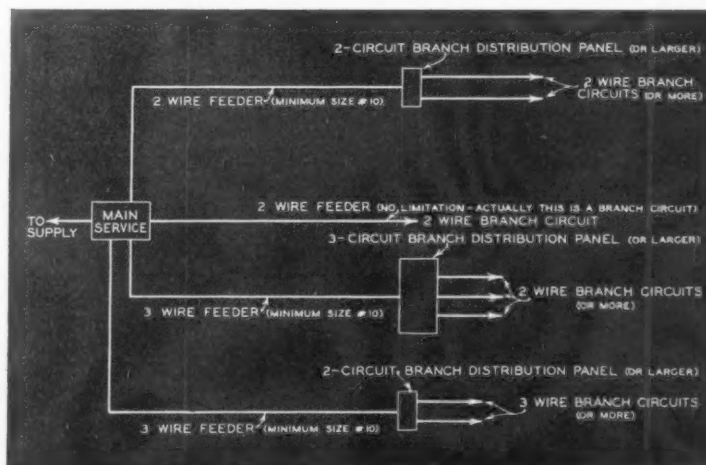 2-CIRCUIT BRANCH DISTRIBUTION PANEL (OR LARGER)
2 WIRE FEEDER (MINIMUM SIZE #10)
2 WIRE BRANCH
CIRCUITS (OR MORE)
2 WIRE FEEDER (NO LIMITATION-ACTUALLY THIS IS A BRANCH CIRCUIT)
TO
SUPPLY
MAIN
SERVICE
2 WIRE BRANCH CIRCUIT
3-CIRCUIT BRANCH DISTRIBUTION PANEL (OR LARGER)
3 WIRE FEEDER (MINIMUM SIZE #10)
2 WIRE BRANCH CIRCUITS
(OR MORE)
2-CIRCUIT BRANCH DISTRIBUTION PANEL (OR LARGER)
3 WIRE FEEDER (MINIMUM SIZE #10)
3 WIRE BRANCH CIRCUITS
(OR MORE)